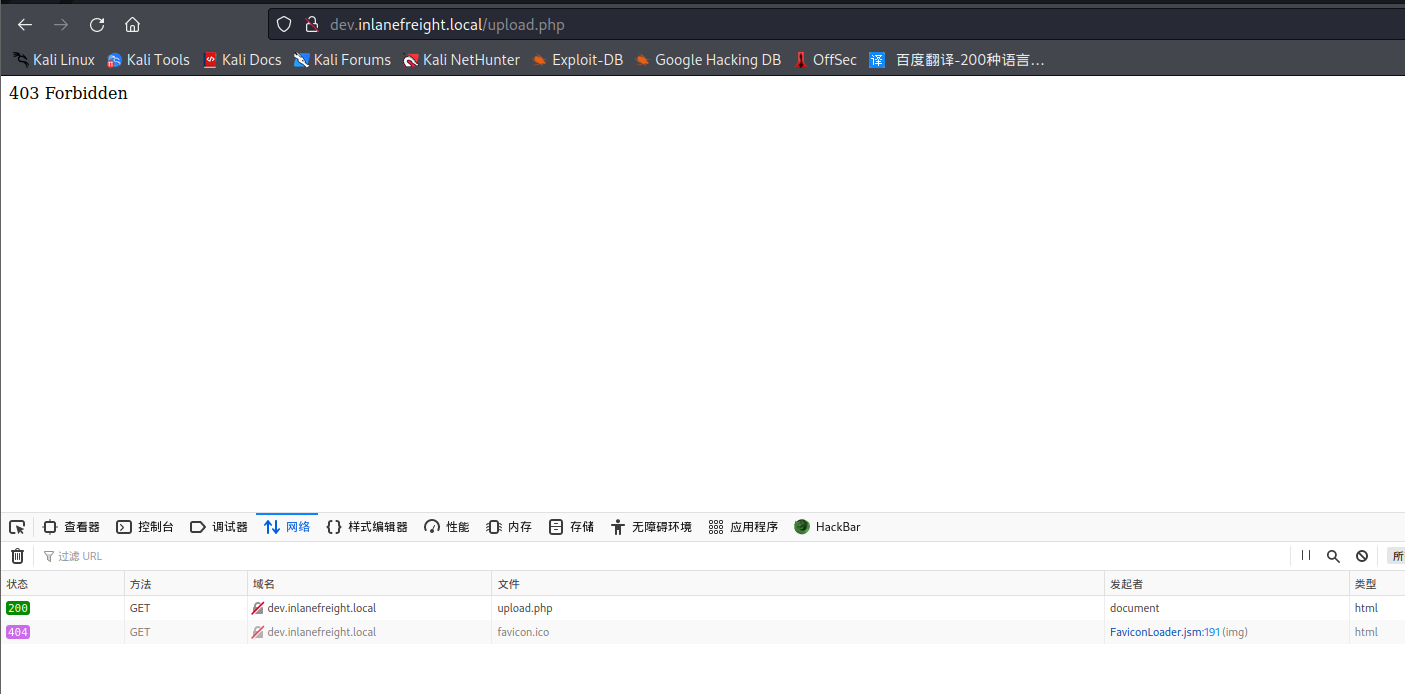 dev.inlanefreight.local/upload.php
Kali Linux Kali Tools Kali Docs Kali Forums Kali NetHunter Exploit-DB Google Hacking DB OffSec 译 百度翻译-200种语言…
403 Forbidden
查看器 控制台 调试器 网络 样式编辑器 性能 内存 存储 无障碍环境 应用程序 HackBar
过滤 URL 所
状态 方法 域名 文件 发起者 类型
200 GET dev.inlanefreight.local upload.php document html
404 GET dev.inlanefreight.local favicon.ico FaviconLoader.jsm:191 (img) html